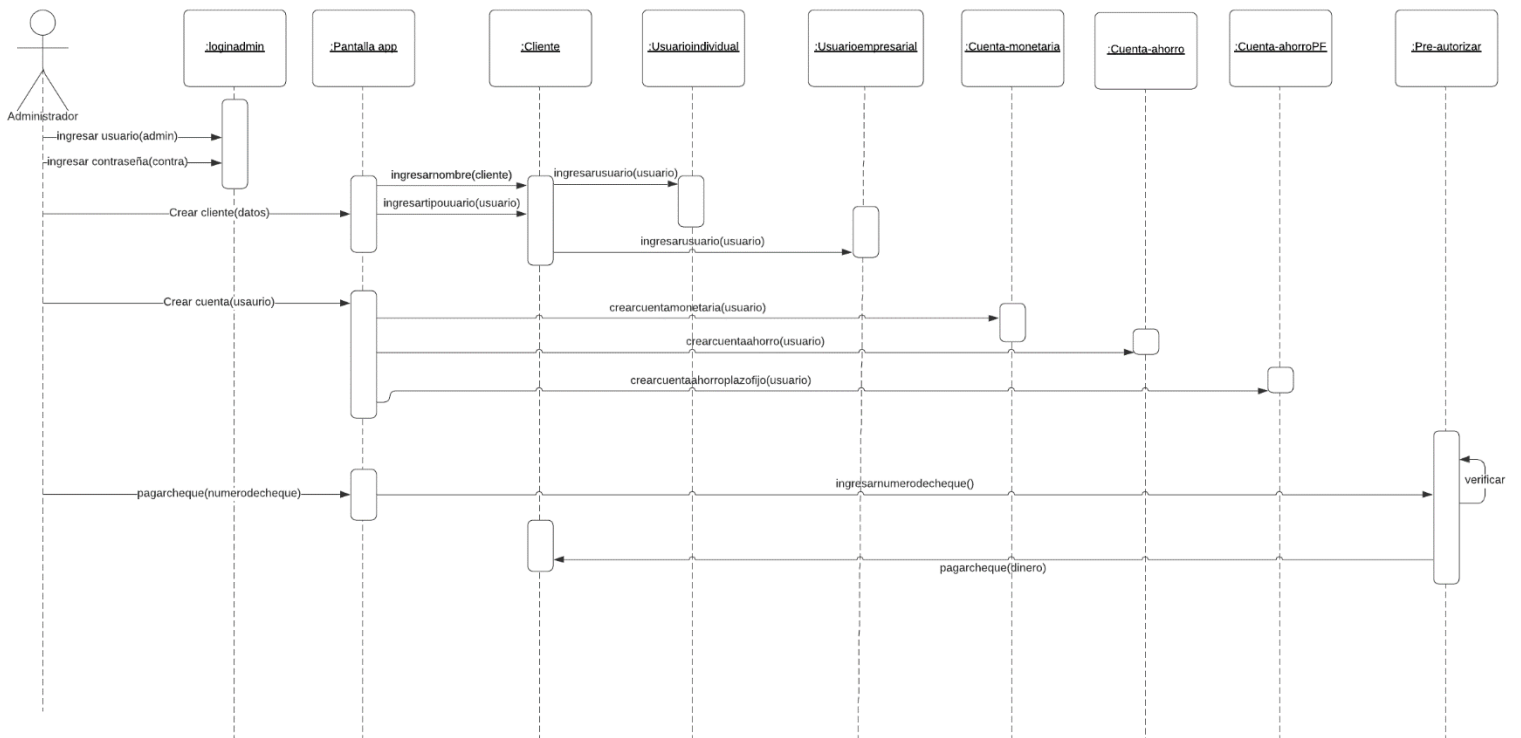 :loginadmin
:Pantalla app
:Cliente
:Usuarioindividual
:Usuarioempresarial
:Cuenta-monetaria
:Cuenta-ahorro
:Cuenta-ahorroPF
:Pre-autorizar
Administrador
ingresar usuario(admin)
ingresar contraseña(contra)
ingresarnombre(cliente)
ingresarusuario(usuario)
ingresartipouuario(usuario)
Crear cliente(datos)
ingresarusuario(usuario)
Crear cuenta(usaurio)
crearcuentamonetaria(usuario)
crearcuentaahorro(usuario)
crearcuentaahorroplazofijo(usuario)
verificar
ingresarnumerodecheque()
pagarcheque(numerodecheque)
pagarcheque(dinero)